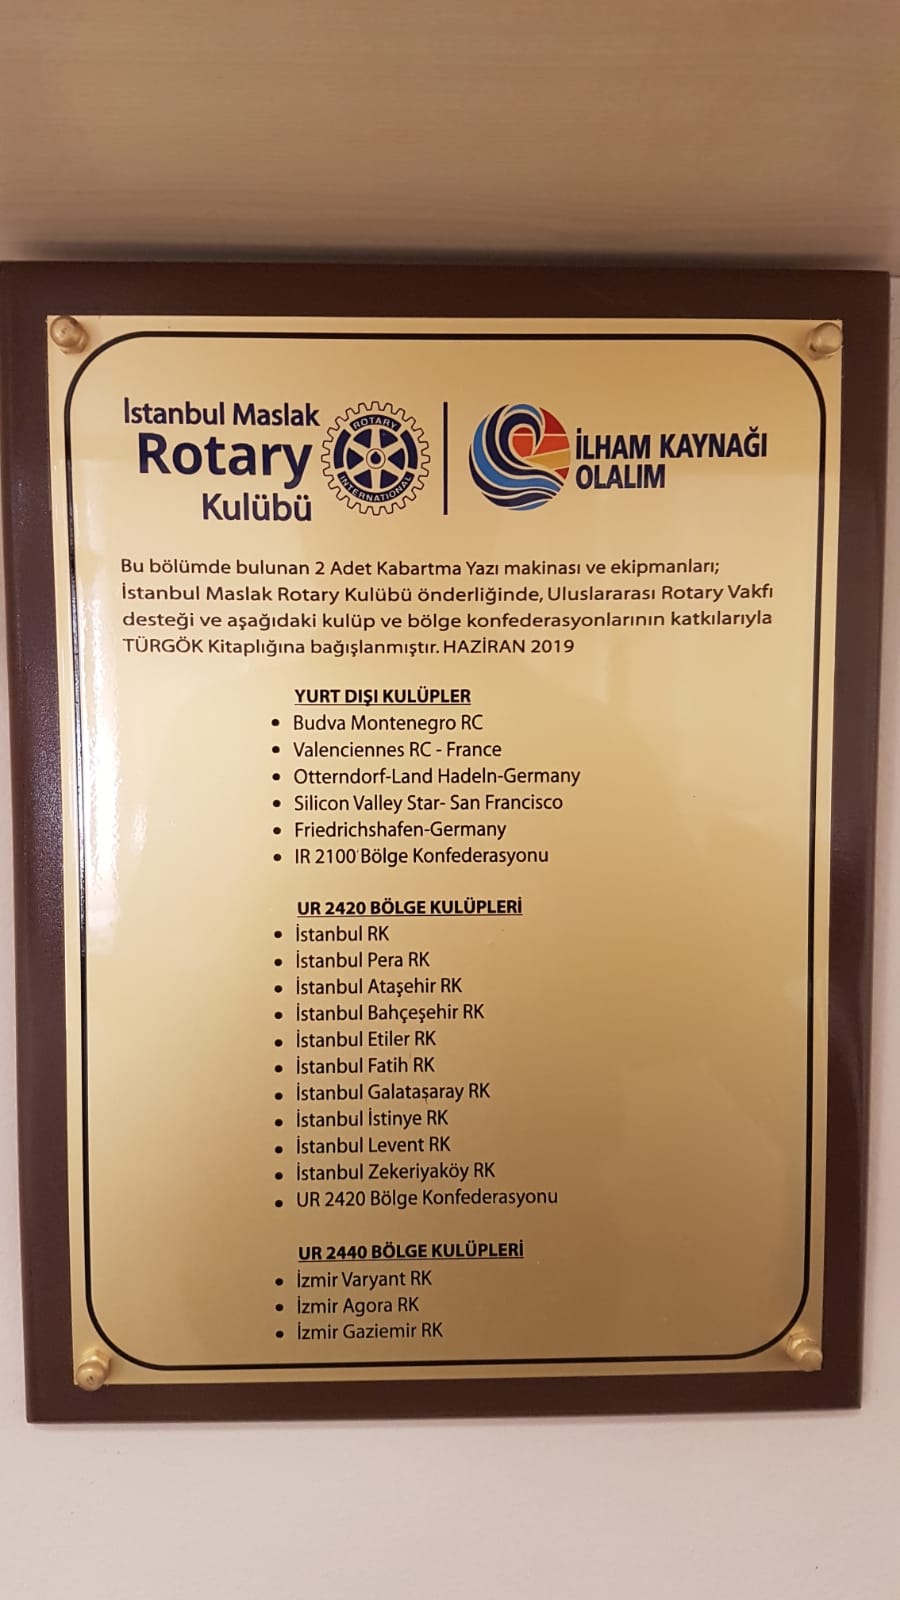 İstanbul Maslak
Rotary
Kulübü
ROTARY
INTERNATIONAL
İLHAM KAYNAĞI
OLALIM
Bu bölümde bulunan 2 Adet Kabartma Yazı makinası ve ekipmanları;
İstanbul Maslak Rotary Kulübü önderliğinde, Uluslararası Rotary Vakfı
desteği ve aşağıdaki kulüp ve bölge konfederasyonlarının katkılarıyla
TÜRGÖK Kitaplığına bağışlanmıştır. HAZİRAN 2019
YURT DIŞI KULÜPLER
• Budva Montenegro RC
• Valenciennes RC - France
• Otterndorf-Land Hadeln-Germany
• Silicon Valley Star- San Francisco
• Friedrichshafen-Germany
• IR 2100 Bölge Konfederasyonu
UR 2420 BÖLGE KULÜPLERİ
• İstanbul RK
• İstanbul Pera RK
• İstanbul Ataşehir RK
• İstanbul Bahçeşehir RK
• İstanbul Etiler RK
• İstanbul Fatih RK
• İstanbul Galataşaray RK
• İstanbul İstinye RK
• İstanbul Levent RK
• İstanbul Zekeriyaköy RK
• UR 2420 Bölge Konfederasyonu
UR 2440 BÖLGE KULÜPLERİ
• İzmir Varyant RK
• İzmir Agora RK
• İzmir Gaziemir RK